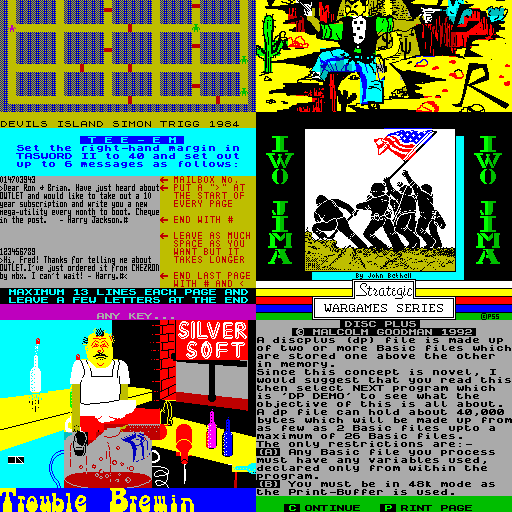 DEVILS ISLAND SIMON TRIGG 1984
R
TEE-EM
Set the right-hand margin in
TASWORD II to 40 and set out
up to 6 messages as follows:
014703943
>Dear Ron & Brian. Have just heard about
OUTLET and would like to take out a 10
year subscription and write you a new
mega-utility every month to boot. Cheque
in the post.   - Harry Jackson.#
123456789
>Hi, Fred! Thanks for telling me about
OUTLET.I've just ordered it from CHEZRON
by mbx. I can't wait! - Harry.#
← MAILBOX No.
← PUT A ">" AT
THE START OF
EVERY PAGE
← END WITH #
← LEAVE AS MUCH
SPACE AS YOU
WANT BUT IT
TAKES LONGER
← END LAST PAGE
WITH # AND <
MAXIMUM 13 LINES EACH PAGE AND
LEAVE A FEW LETTERS AT THE END
ANY KEY...
IWO JIMA
IWO JIMA
By John Bethell
Strategic
WARGAMES SERIES
©PSS
SILVER
SOFT
Trouble Brewin
DISC PLUS
© MALCOLM GOODMAN 1992
A discplus (dp) file is made up
of two or more Basic files which
are stored one above the other
in memory.
Since this concept is novel, I
would suggest that you read this
then select NEXT program which
is 'DP DEMO' to see what the
objective of this is all about.
A dp file can hold about 40,000
bytes which will be made up from
as few as 2 Basic files upto a
maximum of 26 Basic files.
The only restrictions are:-
(A) Any Basic file you process
must have any variables used,
declared only from within the
program.
(B) You must be in 48k mode as
the Print-Buffer is used.
C ONTINUE  P RINT PAGE